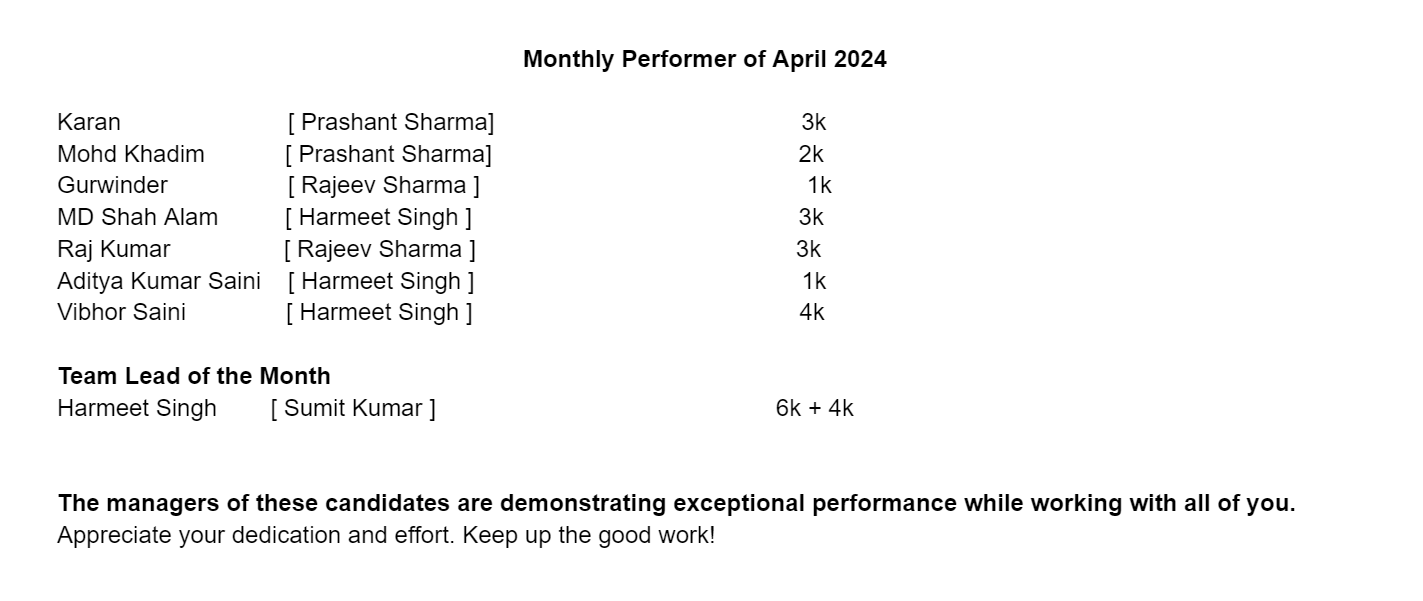 Monthly Performer of April 2024
Karan [ Prashant Sharma] 3k
Mohd Khadim [ Prashant Sharma] 2k
Gurwinder [ Rajeev Sharma ] 1k
MD Shah Alam [ Harmeet Singh ] 3k
Raj Kumar [ Rajeev Sharma ] 3k
Aditya Kumar Saini [ Harmeet Singh ] 1k
Vibhor Saini [ Harmeet Singh ] 4k
Team Lead of the Month
Harmeet Singh [ Sumit Kumar ] 6k + 4k
The managers of these candidates are demonstrating exceptional performance while working with all of you.
Appreciate your dedication and effort. Keep up the good work!